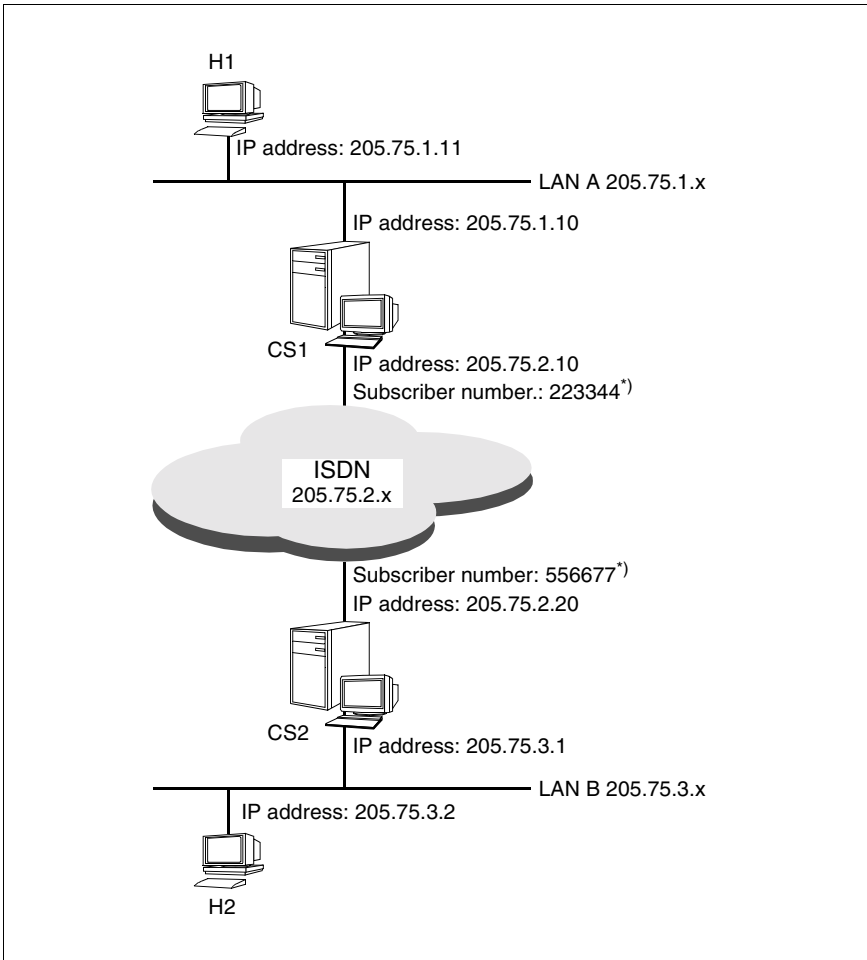 H1
IP address: 205.75.1.11
LAN A 205.75.1.x
IP address: 205.75.1.10
CS1
IP address: 205.75.2.10
Subscriber number.: 223344*)
ISDN
205.75.2.x
Subscriber number: 556677*)
IP address: 205.75.2.20
CS2
IP address: 205.75.3.1
LAN B 205.75.3.x
IP address: 205.75.3.2
H2